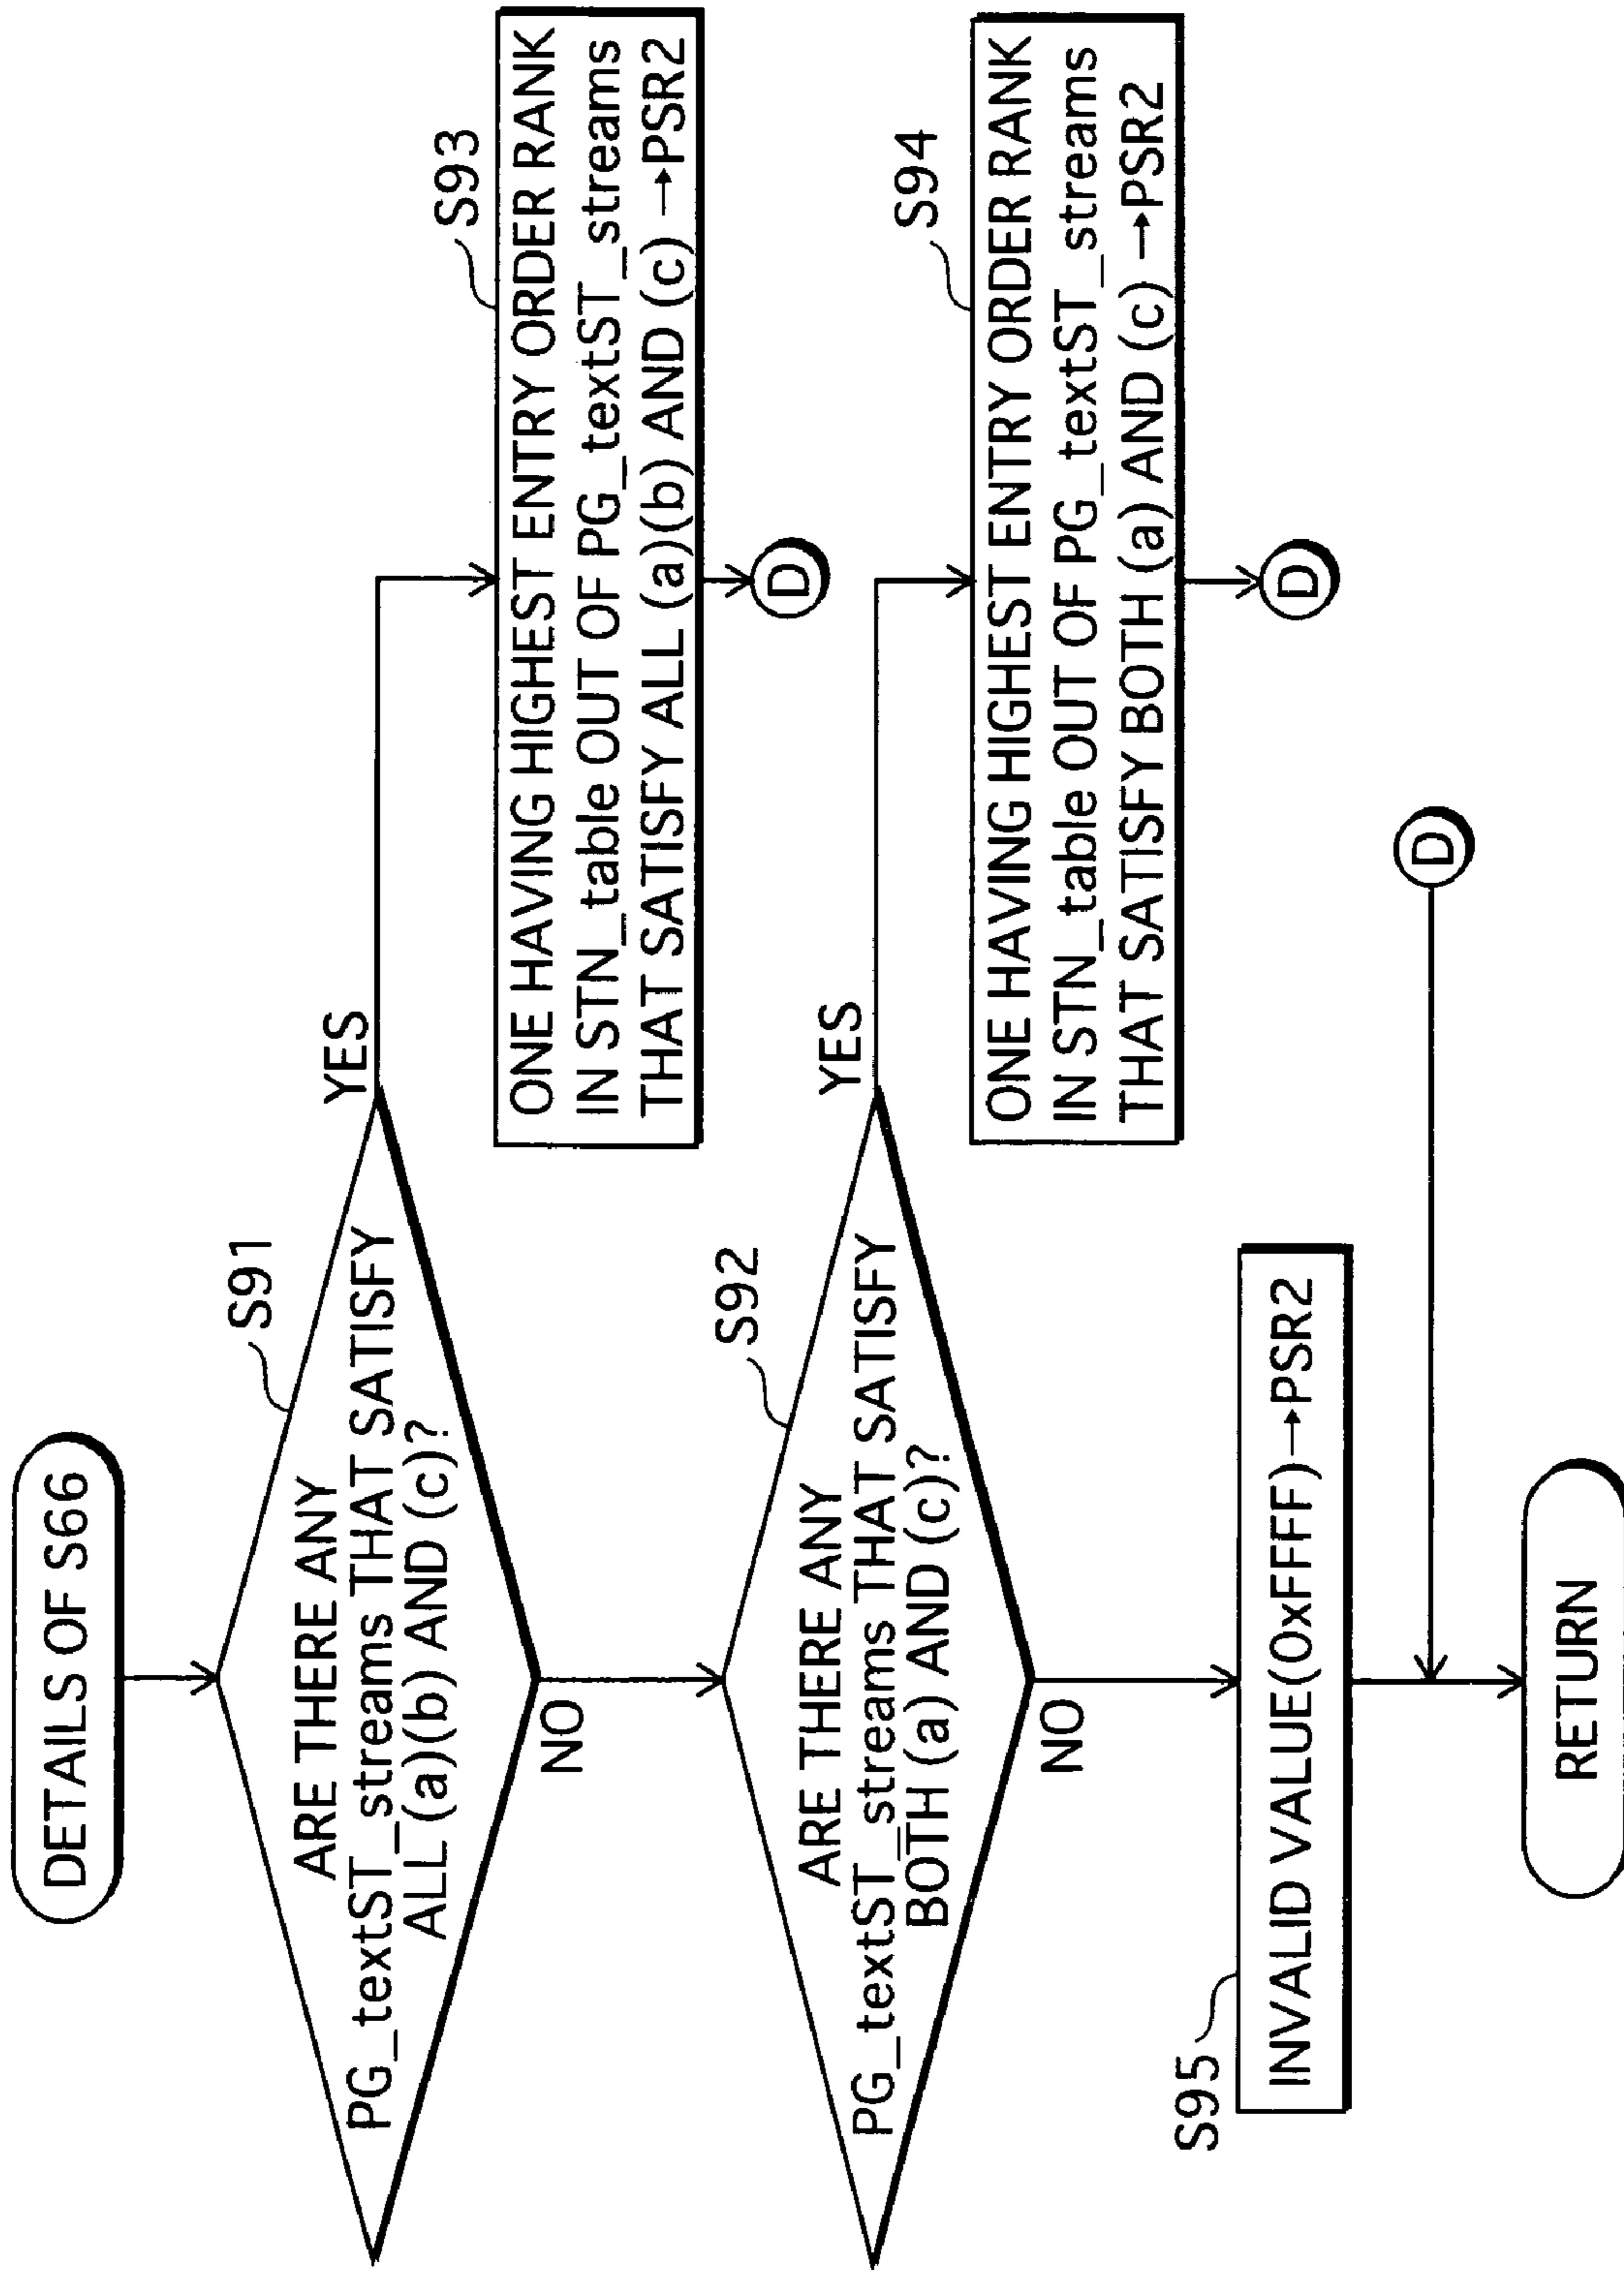 DETAILS OF S66
S91
ARE THERE ANY
PG_textST_streams THAT SATISFY
ALL (a)(b) AND (c)?
YES
NO
S93
ONE HAVING HIGHEST ENTRY ORDER RANK
IN STN_table OUT OF PG_textST_streams
THAT SATISFY ALL (a)(b) AND (c) →PSR2
D
S92
ARE THERE ANY
PG_textST_streams THAT SATISFY
BOTH (a) AND (c)?
YES
NO
S94
ONE HAVING HIGHEST ENTRY ORDER RANK
IN STN_table OUT OF PG_textST_streams
THAT SATISFY BOTH (a) AND (c) →PSR2
D
S95
INVALID VALUE(0xFFF)→PSR2
D
RETURN